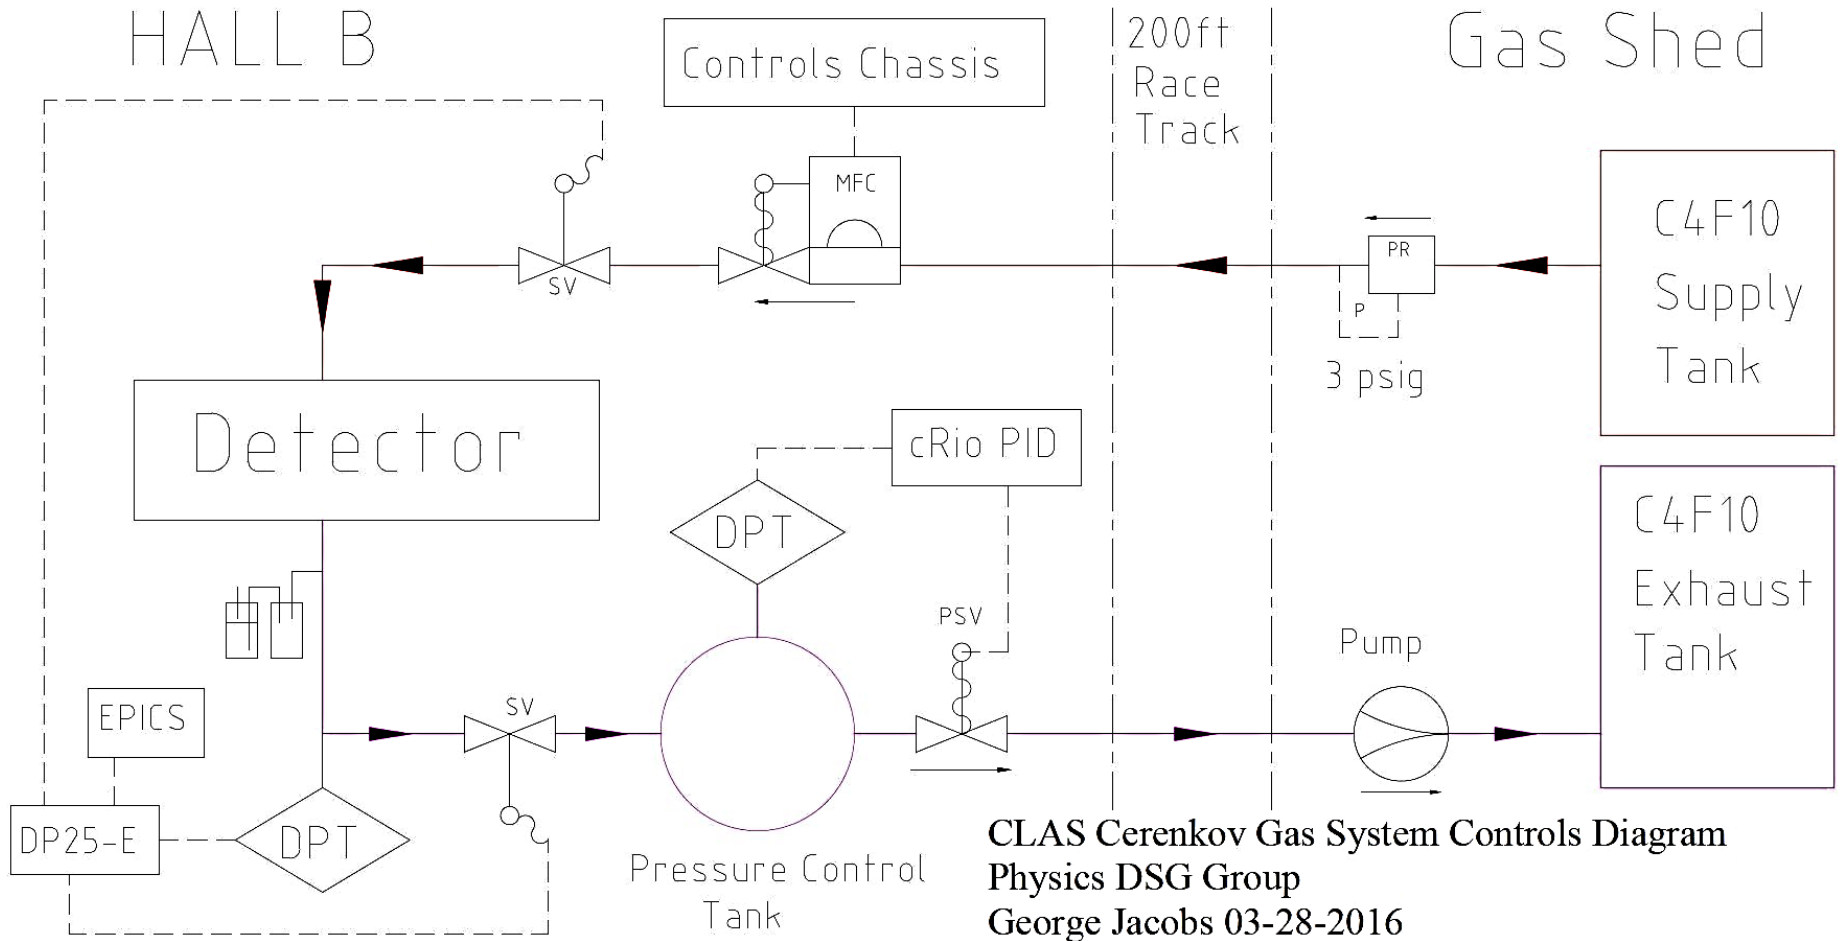 HALL B
Controls Chassis
200ft
Race
Track
Gas Shed
MFC
SV
PR
P
3 psig
C4F10
Supply
Tank
Detector
cRio PID
DPT
C4F10
Exhaust
Tank
PSV
Pump
EPICS
SV
DP25-E
DPT
Pressure Control
Tank
CLAS Cerenkov Gas System Controls Diagram
Physics DSG Group
George Jacobs 03-28-2016